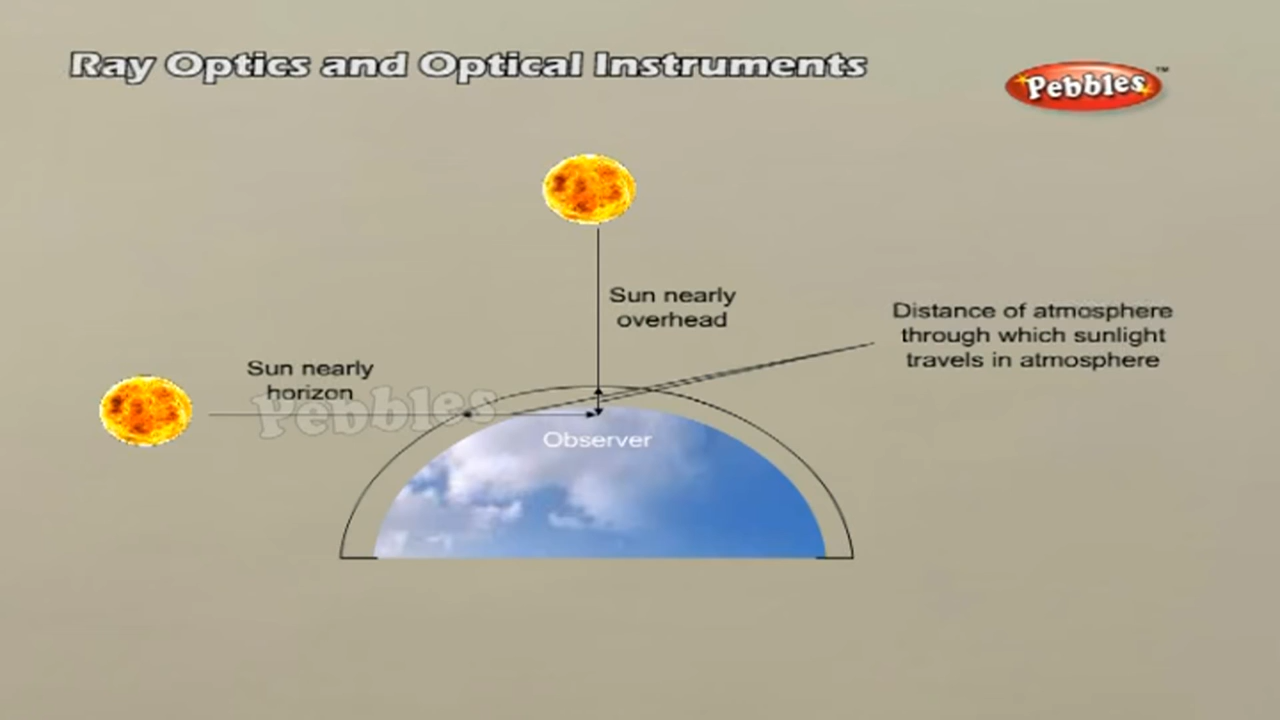 Ray Optics and Optical Instruments
Pebbles™
Sun nearly
overhead
Distance of atmosphere
through which sunlight
travels in atmosphere
Sun nearly
horizon
Pebbles
Observer